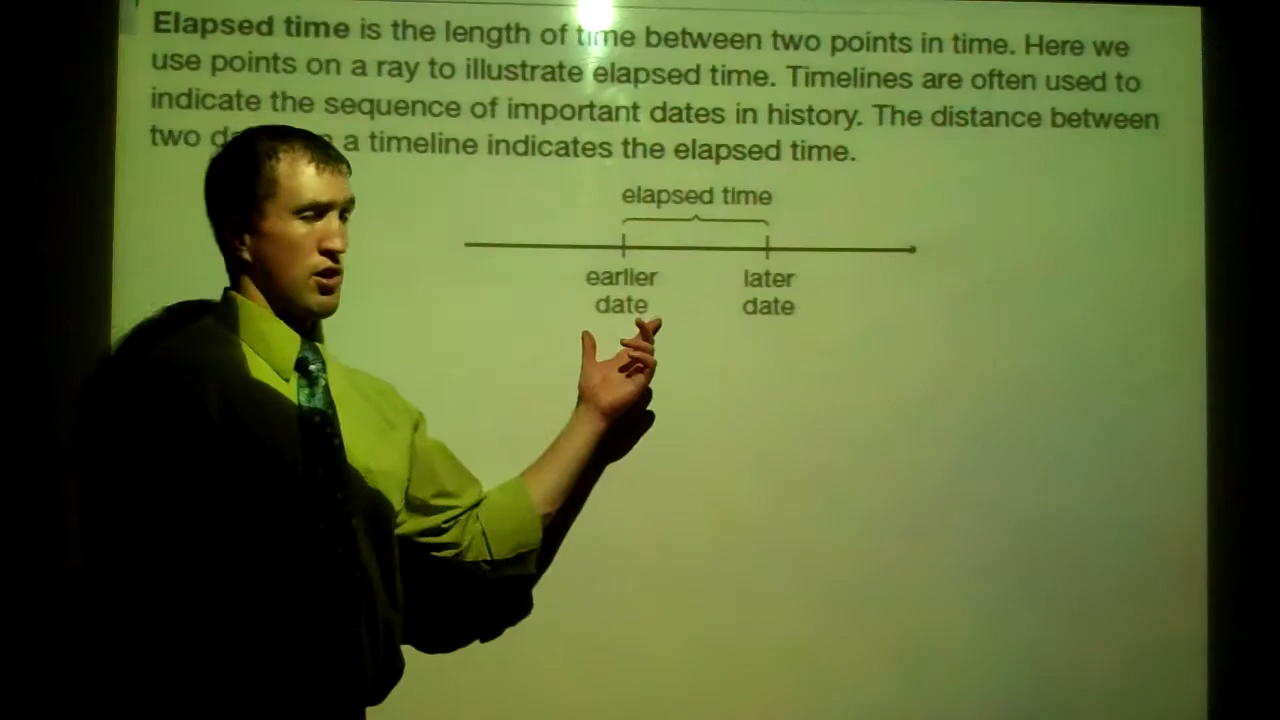 Elapsed time is the length of time between two points in time. Here we
use points on a ray to illustrate elapsed time. Timelines are often used to
indicate the sequence of important dates in history. The distance between
two a timeline indicates the elapsed time.
elapsed time
earlier later
date date